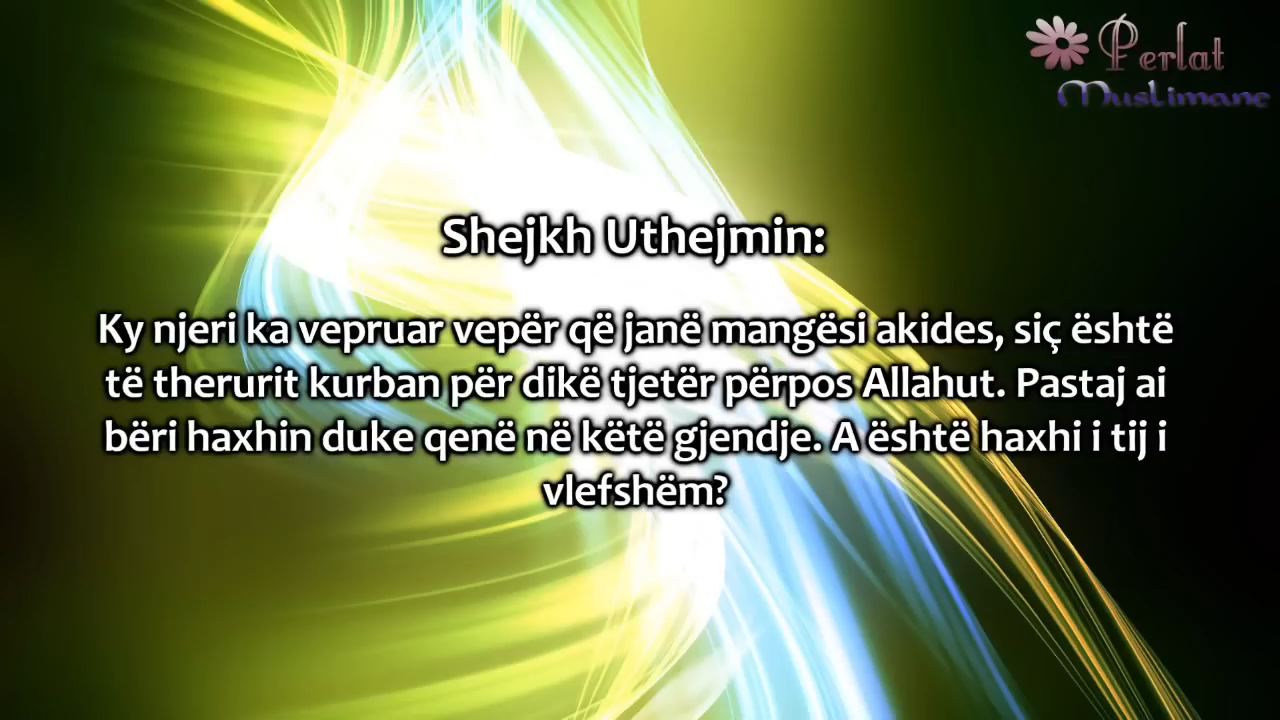 Perlat
Muslimane
Shejkh Uthejmin:
Ky njeri ka vepruar vepër që janë mangësi akides, siç është
të therurit kurban për dikë tjetër përpos Allahut. Pastaj ai
bëri haxhin duke qenë në këtë gjendje. A është haxhi i tij i
vlefshëm?